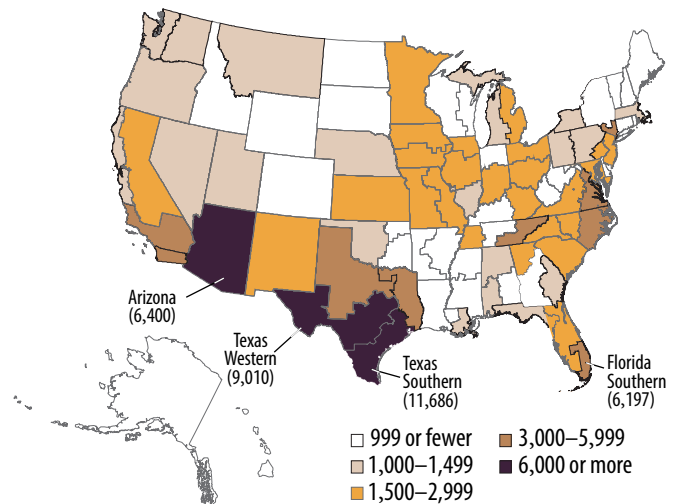 Arizona
(6,400)
Texas
Western
(9,010)
Texas
Southern
(11,686)
Florida
Southern
(6,197)
999 or fewer
1,000–1,499
1,500–2,999
3,000–5,999
6,000 or more